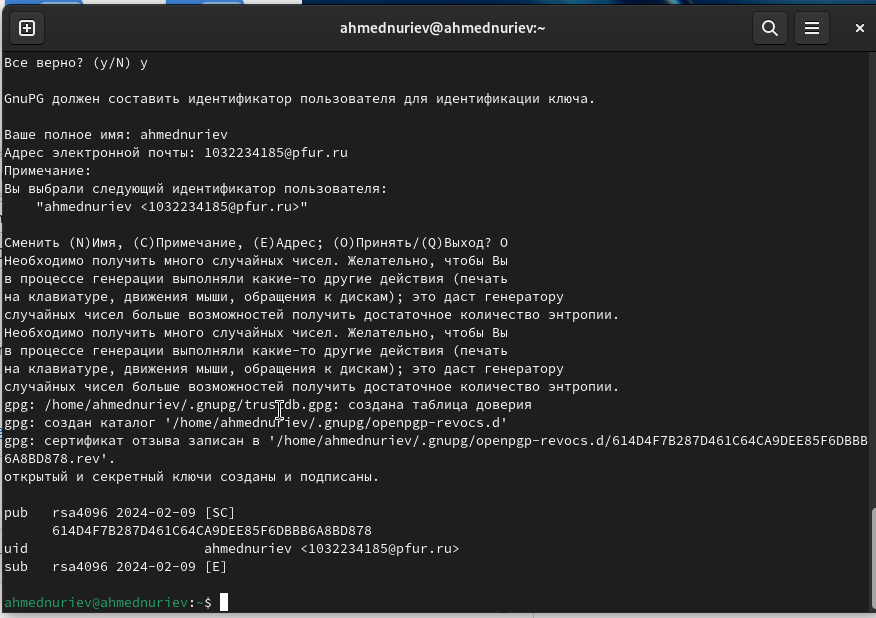 ahmednuriev@ahmednuriev:~
Все верно? (y/N) y
GnuPG должен составить идентификатор пользователя для идентификации ключа.
Ваше полное имя: ahmednuriev
Адрес электронной почты: 1032234185@pfur.ru
Примечание:
Вы выбрали следующий идентификатор пользователя:
"ahmednuriev <1032234185@pfur.ru>"
Сменить (N)Имя, (C)Примечание, (E)Адрес; (O)Принять/(Q)Выход? O
Необходимо получить много случайных чисел. Желательно, чтобы Вы
в процессе генерации выполняли какие-то другие действия (печать
на клавиатуре, движения мыши, обращения к дискам); это даст генератору
случайных чисел больше возможностей получить достаточное количество энтропии.
Необходимо получить много случайных чисел. Желательно, чтобы Вы
в процессе генерации выполняли какие-то другие действия (печать
на клавиатуре, движения мыши, обращения к дискам); это даст генератору
случайных чисел больше возможностей получить достаточное количество энтропии.
gpg: /home/ahmednuriev/.gnupg/trustdb.gpg: создана таблица доверия
gpg: создан каталог '/home/ahmednuriev/.gnupg/openpgp-revocs.d'
gpg: сертификат отзыва записан в '/home/ahmednuriev/.gnupg/openpgp-revocs.d/614D4F7B287D461C64CA9DEE85F6DBBB
6A8BD878.rev'.
открытый и секретный ключи созданы и подписаны.
pub   rsa4096 2024-02-09 [SC]
614D4F7B287D461C64CA9DEE85F6DBBB6A8BD878
uid                      ahmednuriev <1032234185@pfur.ru>
sub   rsa4096 2024-02-09 [E]
ahmednuriev@ahmednuriev:~$